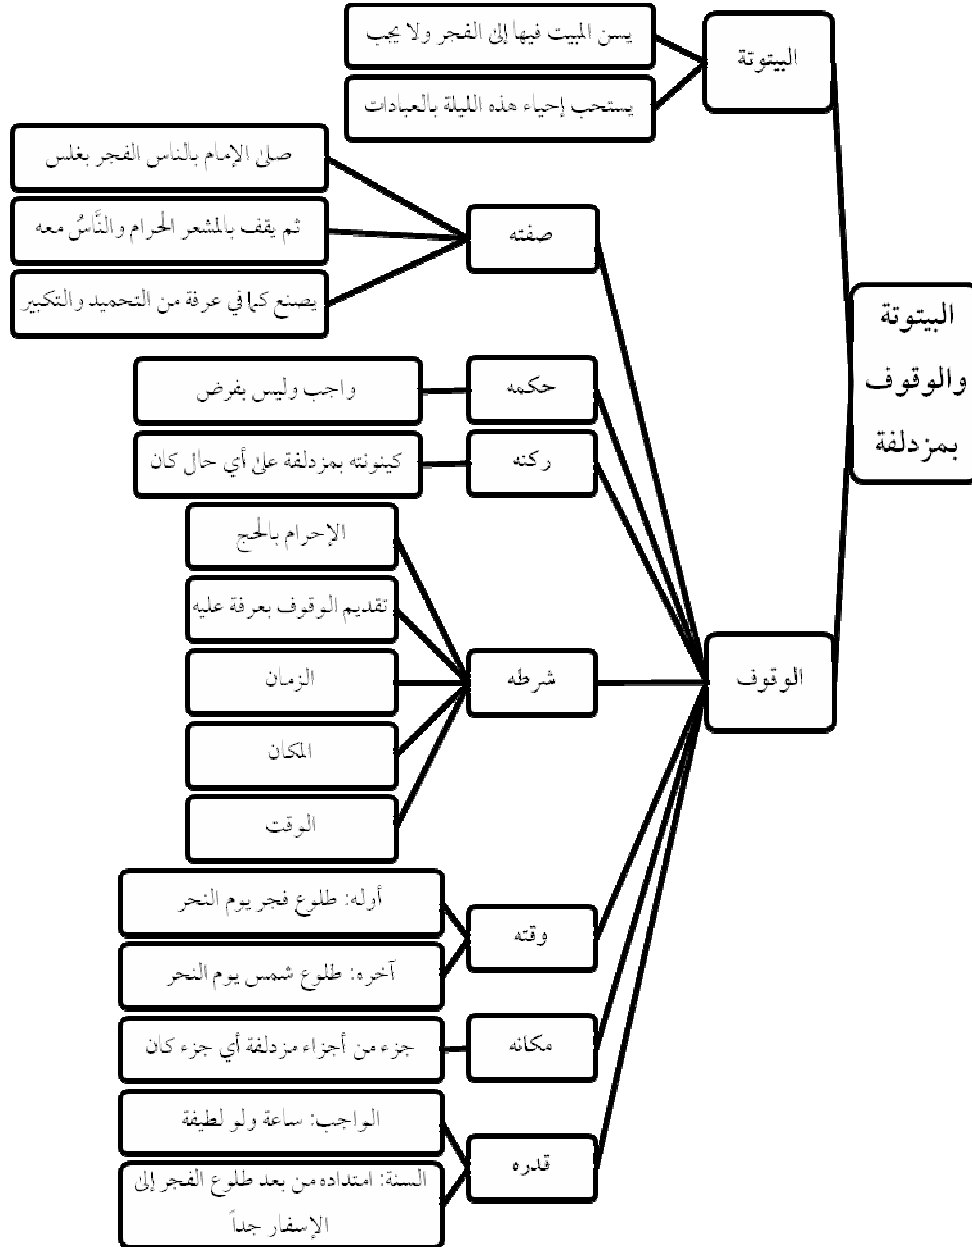 البيتوتة
والوقوف
بمزدلفة
البيتوتة
يسن المبيت فيها إلى الفجر ولا يجب
يستحب إحياء هذه الليلة بالعبادات
الوقوف
صفته
صلى الإمام بالناس الفجر بغلس
ثم يقف بالمشعر الحرام والنَّاسُ معه
يصنع كما في عرفة من التحميد والتكبير
حكمه
واجب وليس بفرض
ركنه
كينونته بمزدلفة على أي حال كان
شرطه
الإحرام بالحج
تقديم الوقوف بعرفة عليه
الزمان
المكان
الوقت
وقته
أوله: طلوع فجر يوم النحر
آخره: طلوع شمس يوم النحر
مكانه
جزء من أجزاء مزدلفة أي جزء كان
قدره
الواجب: ساعة ولو لطيفة
السنة: امتداده من بعد طلوع الفجر إلى
الإسفار جداً